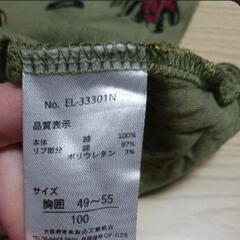 No. EL-33301N
品質表示
本体 綿 100%
リブ部分 綿 97%
ポリウレタン 3%
サイズ
胸囲 49~55
100